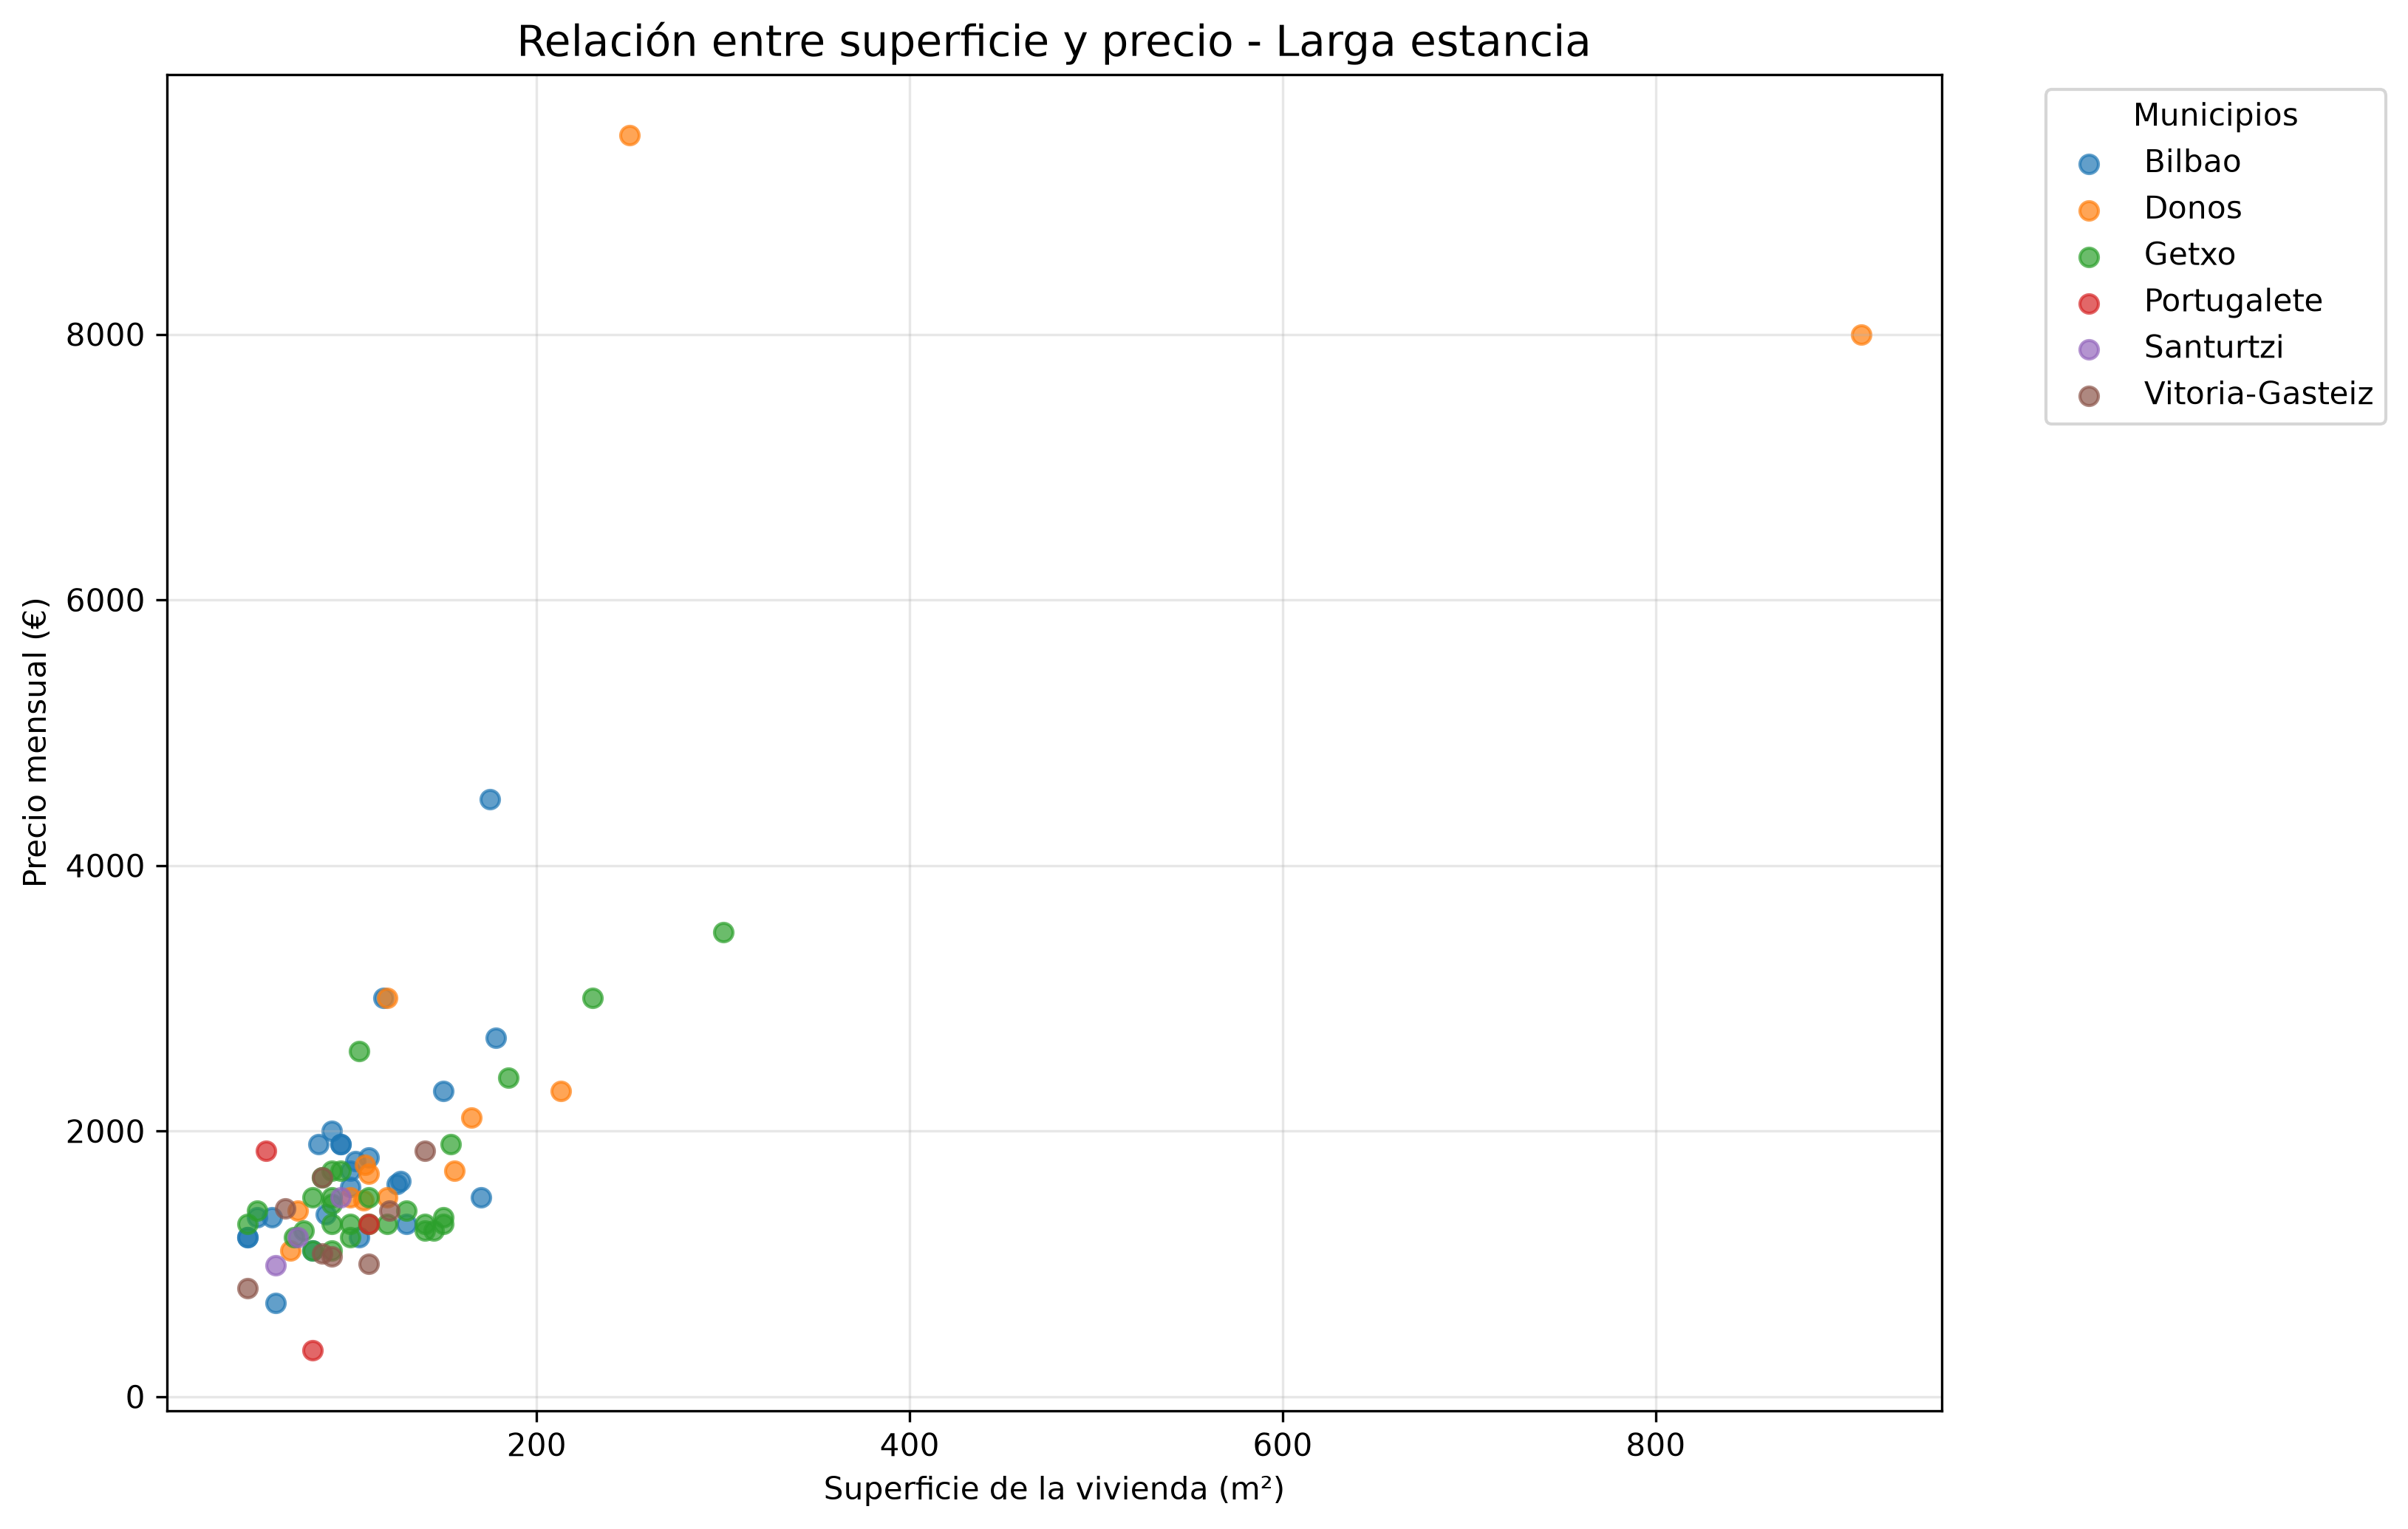 Relación entre superficie y precio - Larga estancia
Municipios
Bilbao
Donos
Getxo
Portugalete
Santurtzi
Vitoria-Gasteiz
Precio mensual (€)
8000
6000
4000
2000
0
200
400
600
800
Superficie de la vivienda (m²)